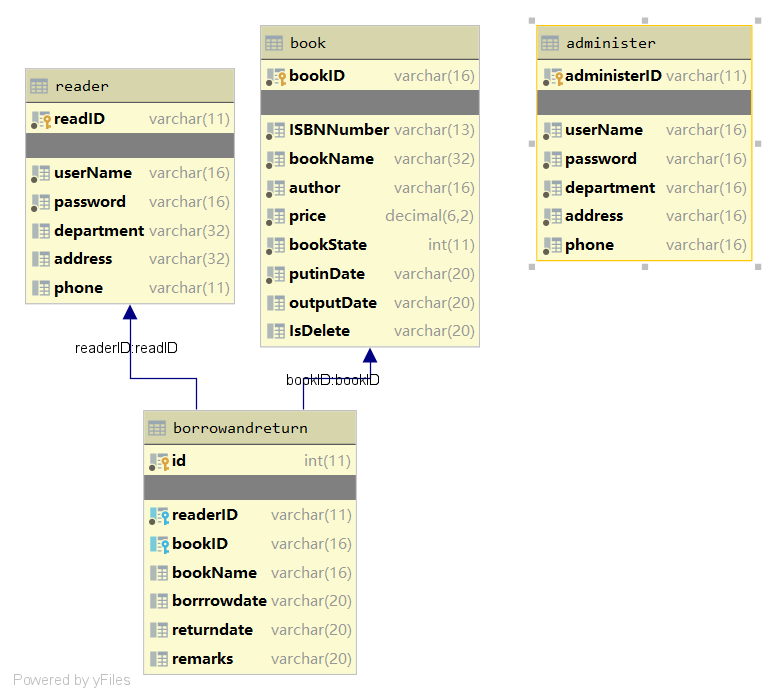 reader
readID varchar(11)
userName varchar(16)
password varchar(16)
department varchar(32)
address varchar(32)
phone varchar(11)
book
bookID varchar(16)
ISBNNumber varchar(13)
bookName varchar(32)
author varchar(16)
price decimal(6,2)
bookState int(11)
putinDate varchar(20)
outputDate varchar(20)
IsDelete varchar(20)
administer
administerID varchar(11)
userName varchar(16)
password varchar(16)
department varchar(16)
address varchar(16)
phone varchar(16)
readerID:readID
bookID:bookID
borrowandreturn
id int(11)
readerID varchar(11)
bookID varchar(16)
bookName varchar(16)
borrrowdate varchar(20)
returndate varchar(20)
remarks varchar(20)
Powered by yFiles